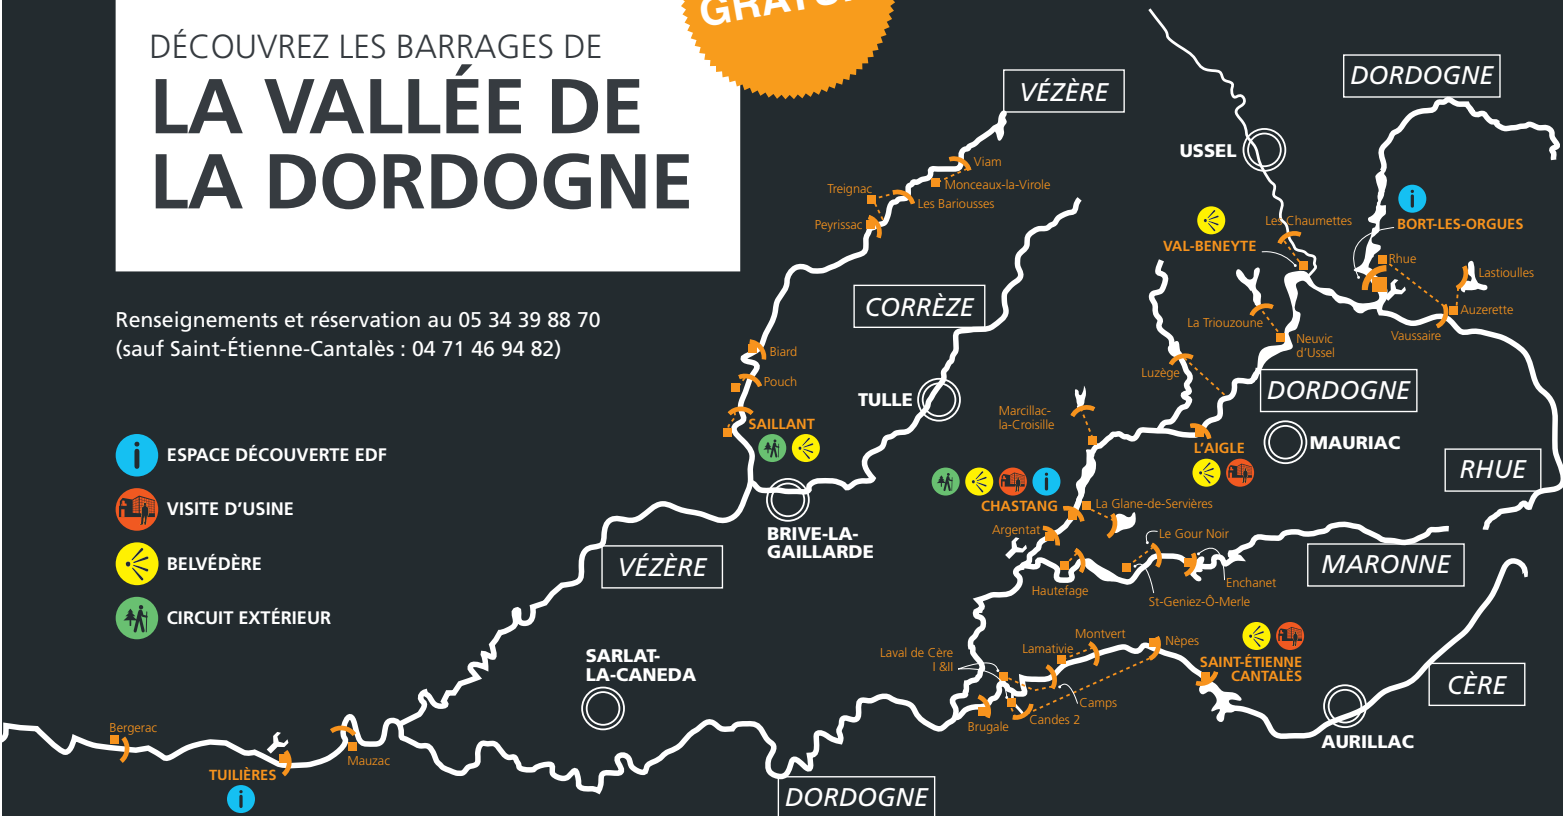 GRATU
DÉCOUVREZ LES BARRAGES DE
LA VALLÉE DE
LA DORDOGNE
Renseignements et réservation au 05 34 39 88 70
(sauf Saint-Étienne-Cantalès : 04 71 46 94 82)
i ESPACE DÉCOUVERTE EDF
VISITE D'USINE
BELVÉDÈRE
CIRCUIT EXTÉRIEUR
VÉZÈRE
DORDOGNE
USSEL
Viam
Monceaux-la-Virole
Treignac
Les Bariousses
Peyrissac
i
Les Chaumettes
BORT-LES-ORGUES
VAL-BENEYTE
Rhue
Lastioulles
CORRÈZE
Auzerette
La Triouzoune
Vaussaire
Neuvic
d'Ussel
Biard
Pouch
Luzège
DORDOGNE
TULLE
Marcillac-
la-Croisille
SAILLANT
L'AIGLE
MAURIAC
RHUE
i
CHASTANG
La Glane-de-Servières
Argentat
Le Gour Noir
BRIVE-LA-
GAILLARDE
VÉZÈRE
MARONNE
Hautefage
Enchanet
St-Geniez-Ô-Merle
Montvert
Nèpes
Lamativie
Laval de Cère
I &II
SAINT-ÉTIENNE
CANTALÈS
SARLAT-
LA-CANEDA
CÈRE
Camps
Candes 2
Brugale
AURILLAC
Bergerac
Mauzac
TUILIÈRES
i
DORDOGNE